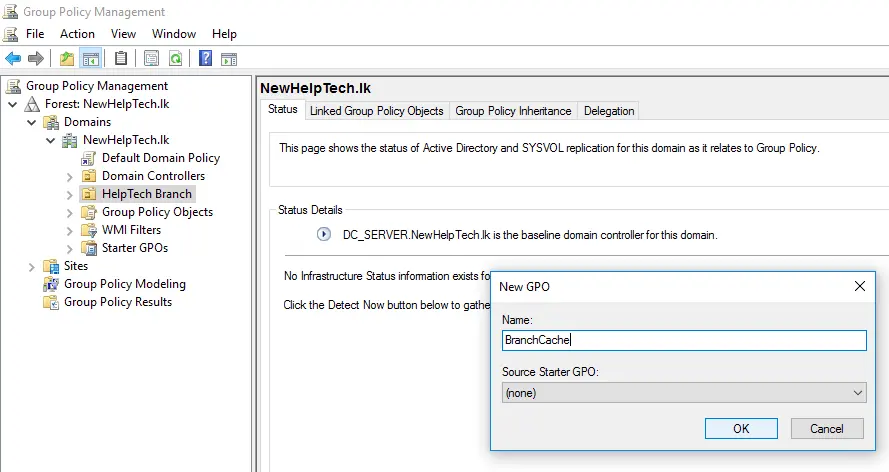 Group Policy Management
File Action View Window Help
Group Policy Management
Forest: NewHelpTech.lk
Domains
NewHelpTech.lk
Default Domain Policy
Domain Controllers
HelpTech Branch
Group Policy Objects
WMI Filters
Starter GPOs
Sites
Group Policy Modeling
Group Policy Results
NewHelpTech.lk
Status Linked Group Policy Objects Group Policy Inheritance Delegation
This page shows the status of Active Directory and SYSVOL replication for this domain as it relates to Group Policy.
Status Details
DC_SERVER.NewHelpTech.lk is the baseline domain controller for this domain.
No Infrastructure Status information exists fo
Click the Detect Now button below to gathe
New GPO
Name:
BranchCache
Source Starter GPO:
(none)
OK Cancel